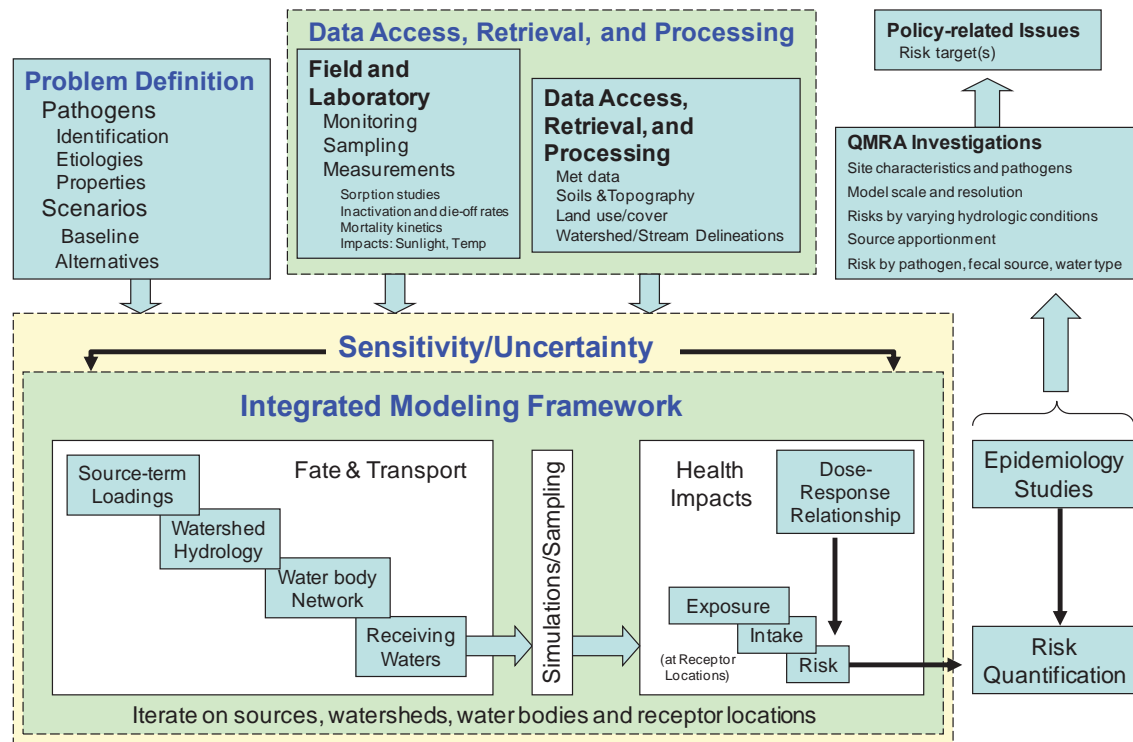 Problem Definition
Pathogens
Identification
Etiologies
Properties
Scenarios
Baseline
Alternatives
Data Access, Retrieval, and Processing
Field and
Laboratory
Monitoring
Sampling
Measurements
Sorption studies
Inactivation and die-off rates
Mortality kinetics
Impacts: Sunlight, Temp
Data Access,
Retrieval, and
Processing
Met data
Soils &Topography
Land use/cover
Watershed/Stream Delineations
Policy-related Issues
Risk target(s)
QMRA Investigations
Site characteristics and pathogens
Model scale and resolution
Risks by varying hydrologic conditions
Source apportionment
Risk by pathogen, fecal source, water type
Sensitivity/Uncertainty
Integrated Modeling Framework
Fate & Transport
Source-term
Loadings
Watershed
Hydrology
Water body
Network
Receiving
Waters
Simulations/Sampling
Health
Impacts
Dose-
Response
Relationship
Exposure
Intake
Risk
(at Receptor
Locations)
Iterate on sources, watersheds, water bodies and receptor locations
Epidemiology
Studies
Risk
Quantification